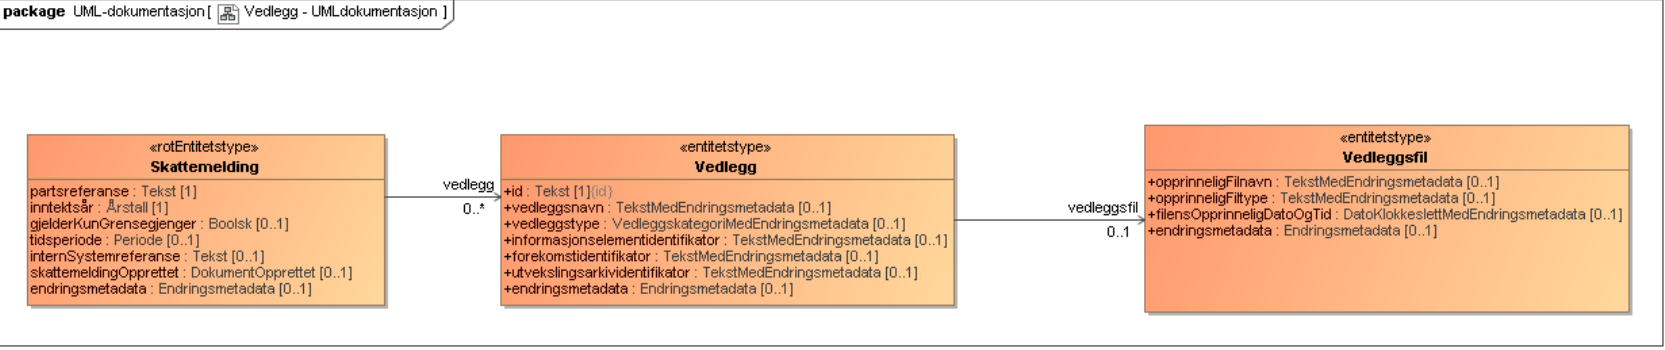 package UML-dokumentasjon[ Vedlegg - UMLdokumentasjon ]
«rotEntitetstype»
Skattemelding
partsreferanse : Tekst [1]
inntektsår : Årstall [1]
gjelderKunGrensegjenger : Boolsk [0..1]
tidsperiode : Periode [0..1]
internSystemreferanse : Tekst [0..1]
skattemeldingOpprettet : DokumentOpprettet [0..1]
endringsmetadata : Endringsmetadata [0..1]
vedlegg
0..*
«entitetstype»
Vedlegg
+id : Tekst [1]{id}
+vedleggsnavn : TekstMedEndringsmetadata [0..1]
+vedleggstype : VedleggskategoriMedEndringsmetadata [0..1]
+informasjonselementidentifikator : TekstMedEndringsmetadata [0..1]
+forekomstidentifikator : TekstMedEndringsmetadata [0..1]
+utvekslingsarkividentifikator : TekstMedEndringsmetadata [0..1]
+endringsmetadata : Endringsmetadata [0..1]
vedleggsfil
0..1
«entitetstype»
Vedleggsfil
+opprinneligFilnavn : TekstMedEndringsmetadata [0..1]
+opprinneligFiltype : TekstMedEndringsmetadata [0..1]
+filensOpprinneligDatoOgTid : DatoKlokkeslettMedEndringsmetadata [0..1]
+endringsmetadata : Endringsmetadata [0..1]